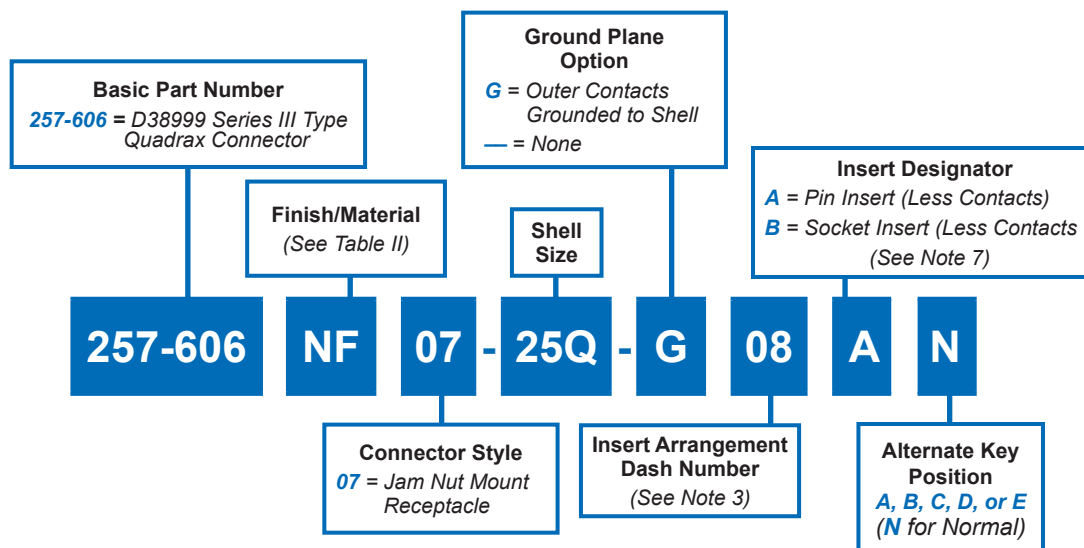 Basic Part Number
257-606 = D38999 Series III Type
Quadrax Connector
Finish/Material
(See Table II)
Ground Plane
Option
G = Outer Contacts
Grounded to Shell
— = None
Shell
Size
Insert Designator
A = Pin Insert (Less Contacts)
B = Socket Insert (Less Contacts
(See Note 7)
257-606 NF 07 - 25Q - G 08 A N
Connector Style
07 = Jam Nut Mount
Receptacle
Insert Arrangement
Dash Number
(See Note 3)
Alternate Key
Position
A, B, C, D, or E
(N for Normal)